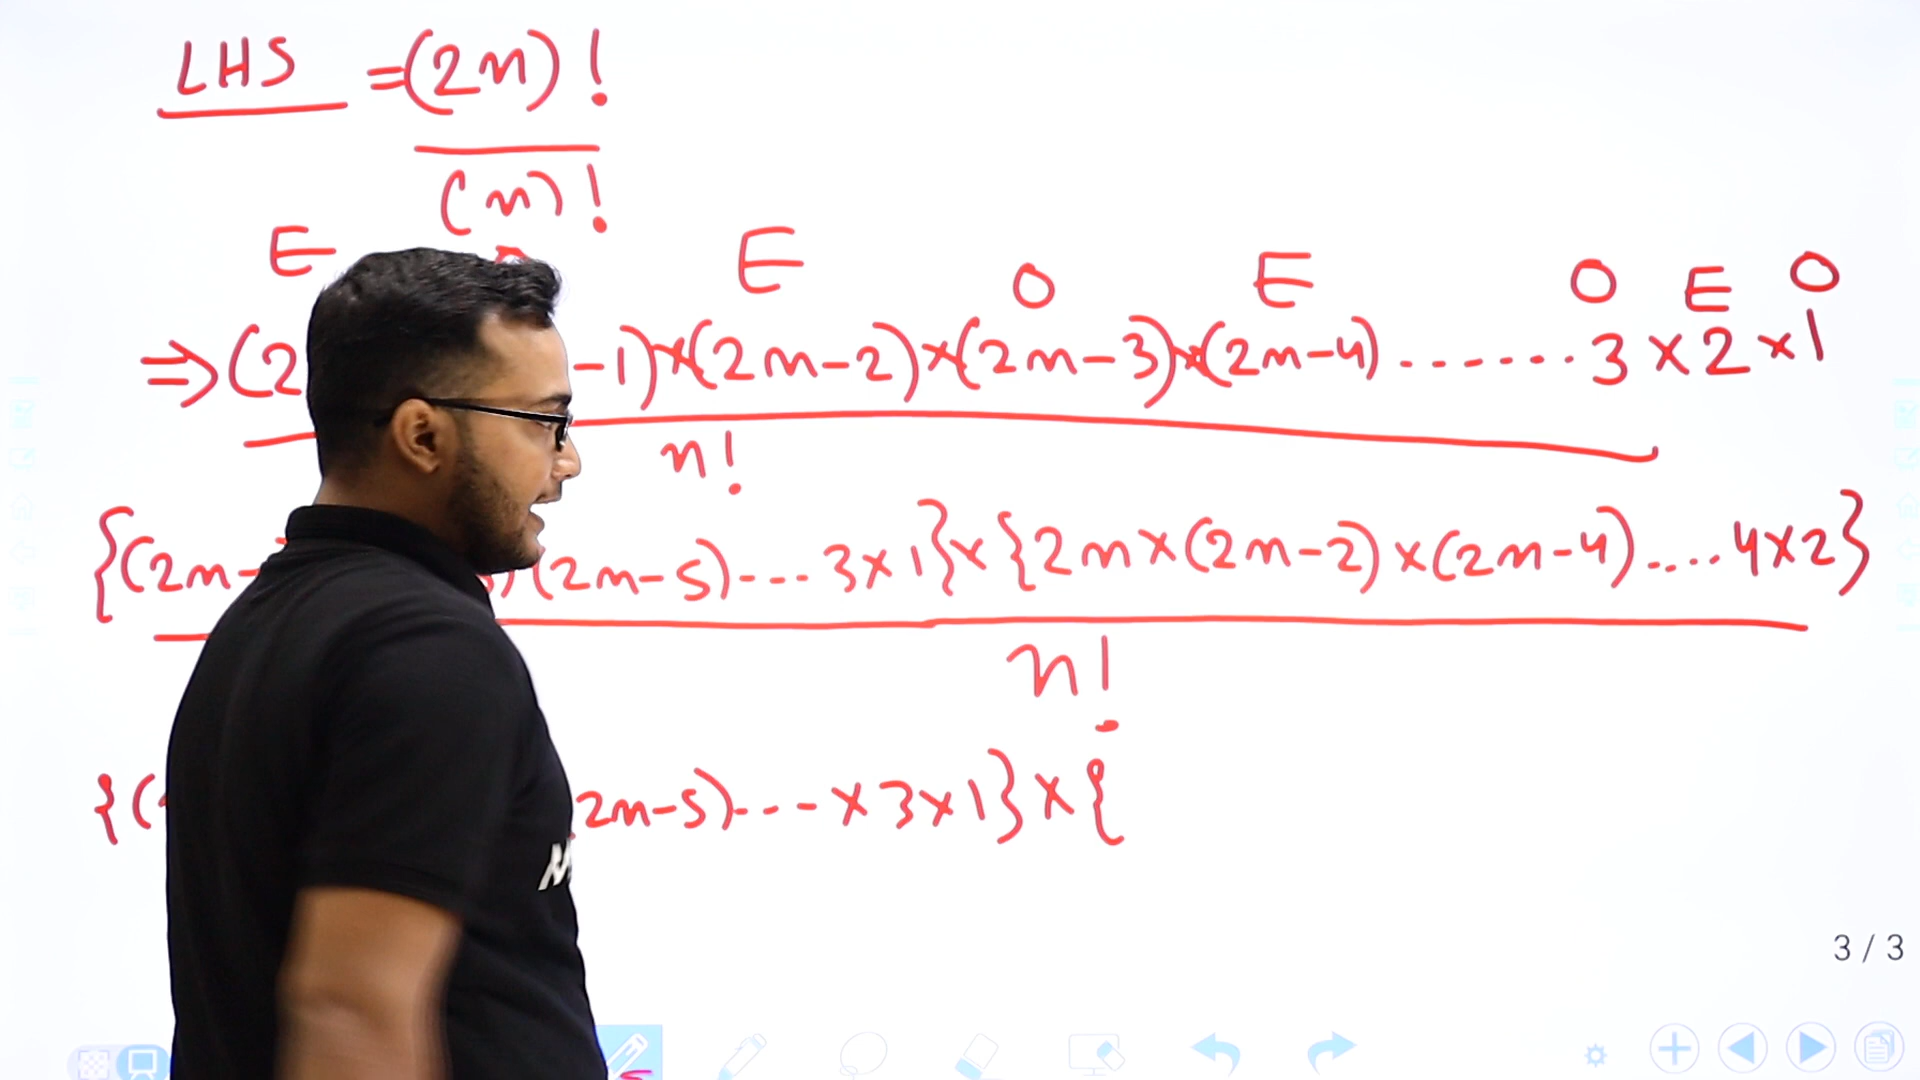 LHS = (2n)!
(n)!
E E O E O E O
⇒ (2 -1)×(2n-2)×(2n-3)×(2n-4).......3×2×1
n!
{(2n- )(2n-5)---3×1}×{2n×(2n-2)×(2n-4)....4×2}
n!
{( 2n-5)---×3×1}×{
3 / 3